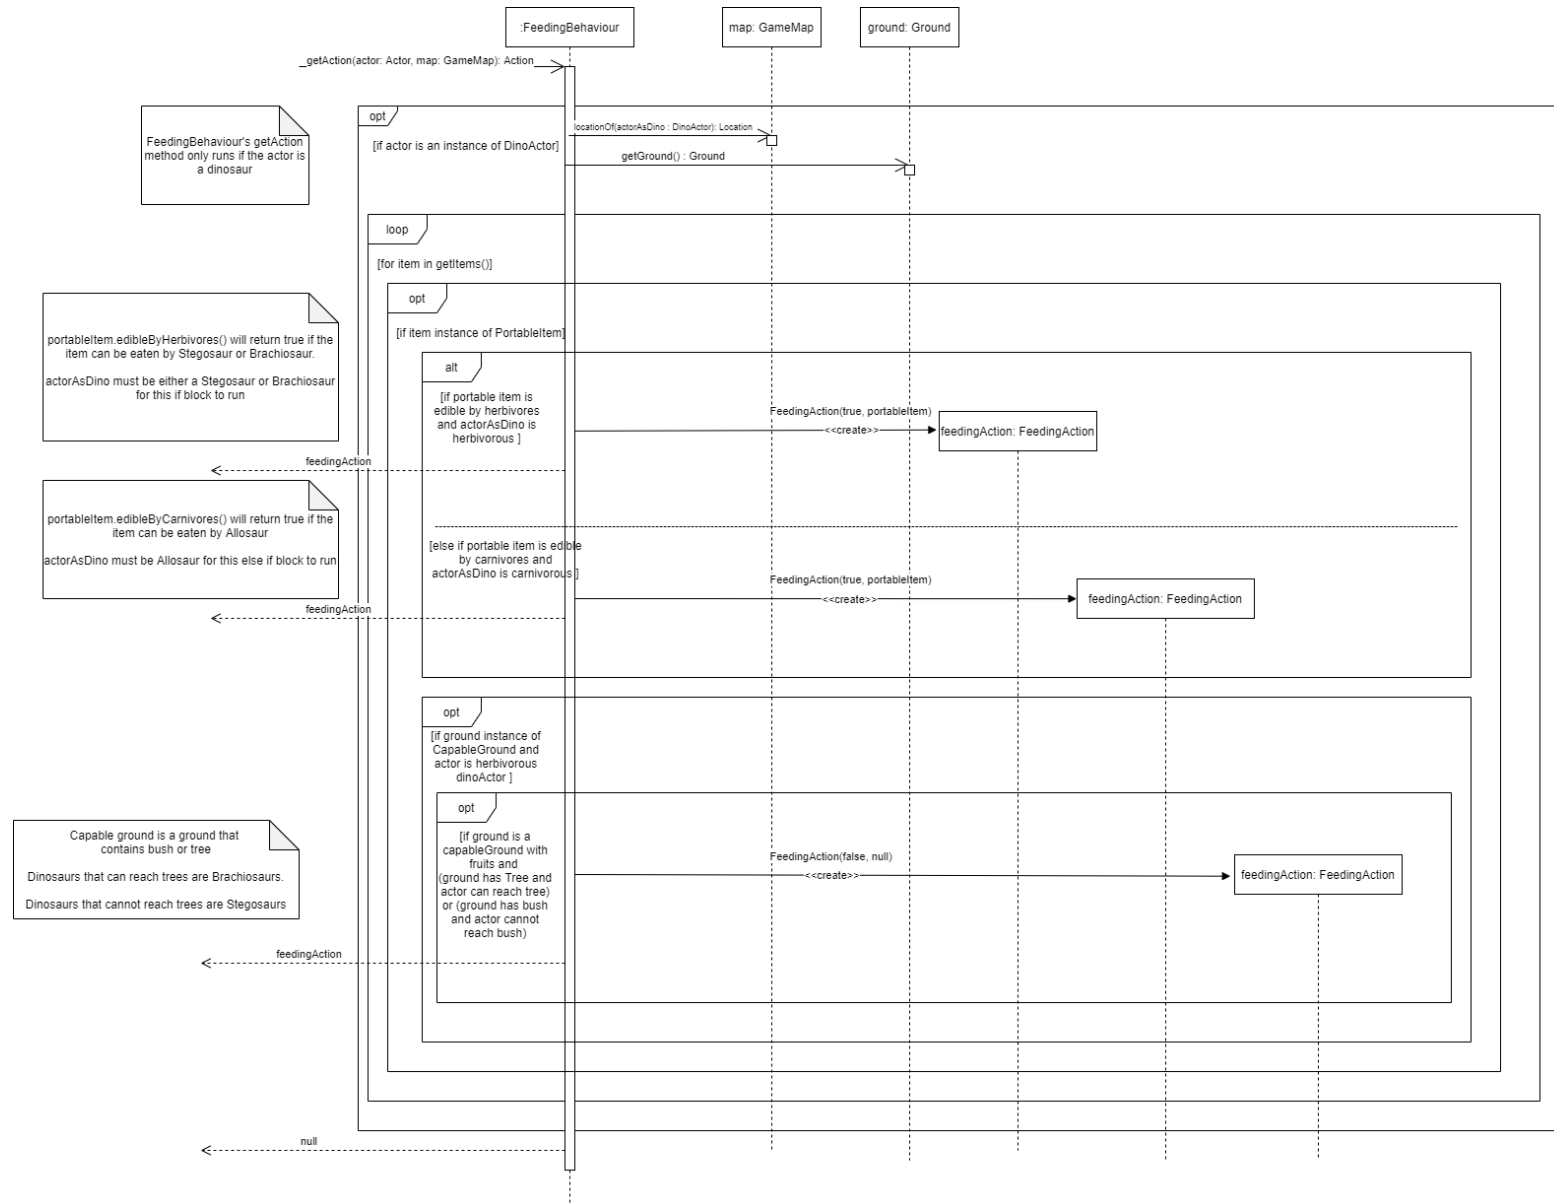 :FeedingBehaviour
map: GameMap
ground: Ground
_getAction(actor: Actor, map: GameMap): Action
opt
[if actor is an instance of DinoActor]
locationOf(actorAsDino : DinoActor): Location
getGround() : Ground
FeedingBehaviour's getAction
method only runs if the actor is
a dinosaur
loop
[for item in getItems()]
opt
[if item instance of PortableItem]
portableItem.edibleByHerbivores() will return true if the
item can be eaten by Stegosaur or Brachiosaur.
actorAsDino must be either a Stegosaur or Brachiosaur
for this if block to run
alt
[if portable item is
edible by herbivores
and actorAsDino is
herbivorous ]
FeedingAction(true, portableItem)
<<create>>
feedingAction: FeedingAction
feedingAction
portableItem.edibleByCarnivores() will return true if the
item can be eaten by Allosaur
actorAsDino must be Allosaur for this else if block to run
[else if portable item is edible
by carnivores and
actorAsDino is carnivorous ]
FeedingAction(true, portableItem)
<<create>>
feedingAction: FeedingAction
feedingAction
opt
[if ground instance of
CapableGround and
actor is herbivorous
dinoActor ]
opt
[if ground is a
capableGround with
fruits and
(ground has Tree and
actor can reach tree)
or (ground has bush
and actor cannot
reach bush)
FeedingAction(false, null)
<<create>>
feedingAction: FeedingAction
Capable ground is a ground that
contains bush or tree
Dinosaurs that can reach trees are Brachiosaurs.
Dinosaurs that cannot reach trees are Stegosaurs
feedingAction
null